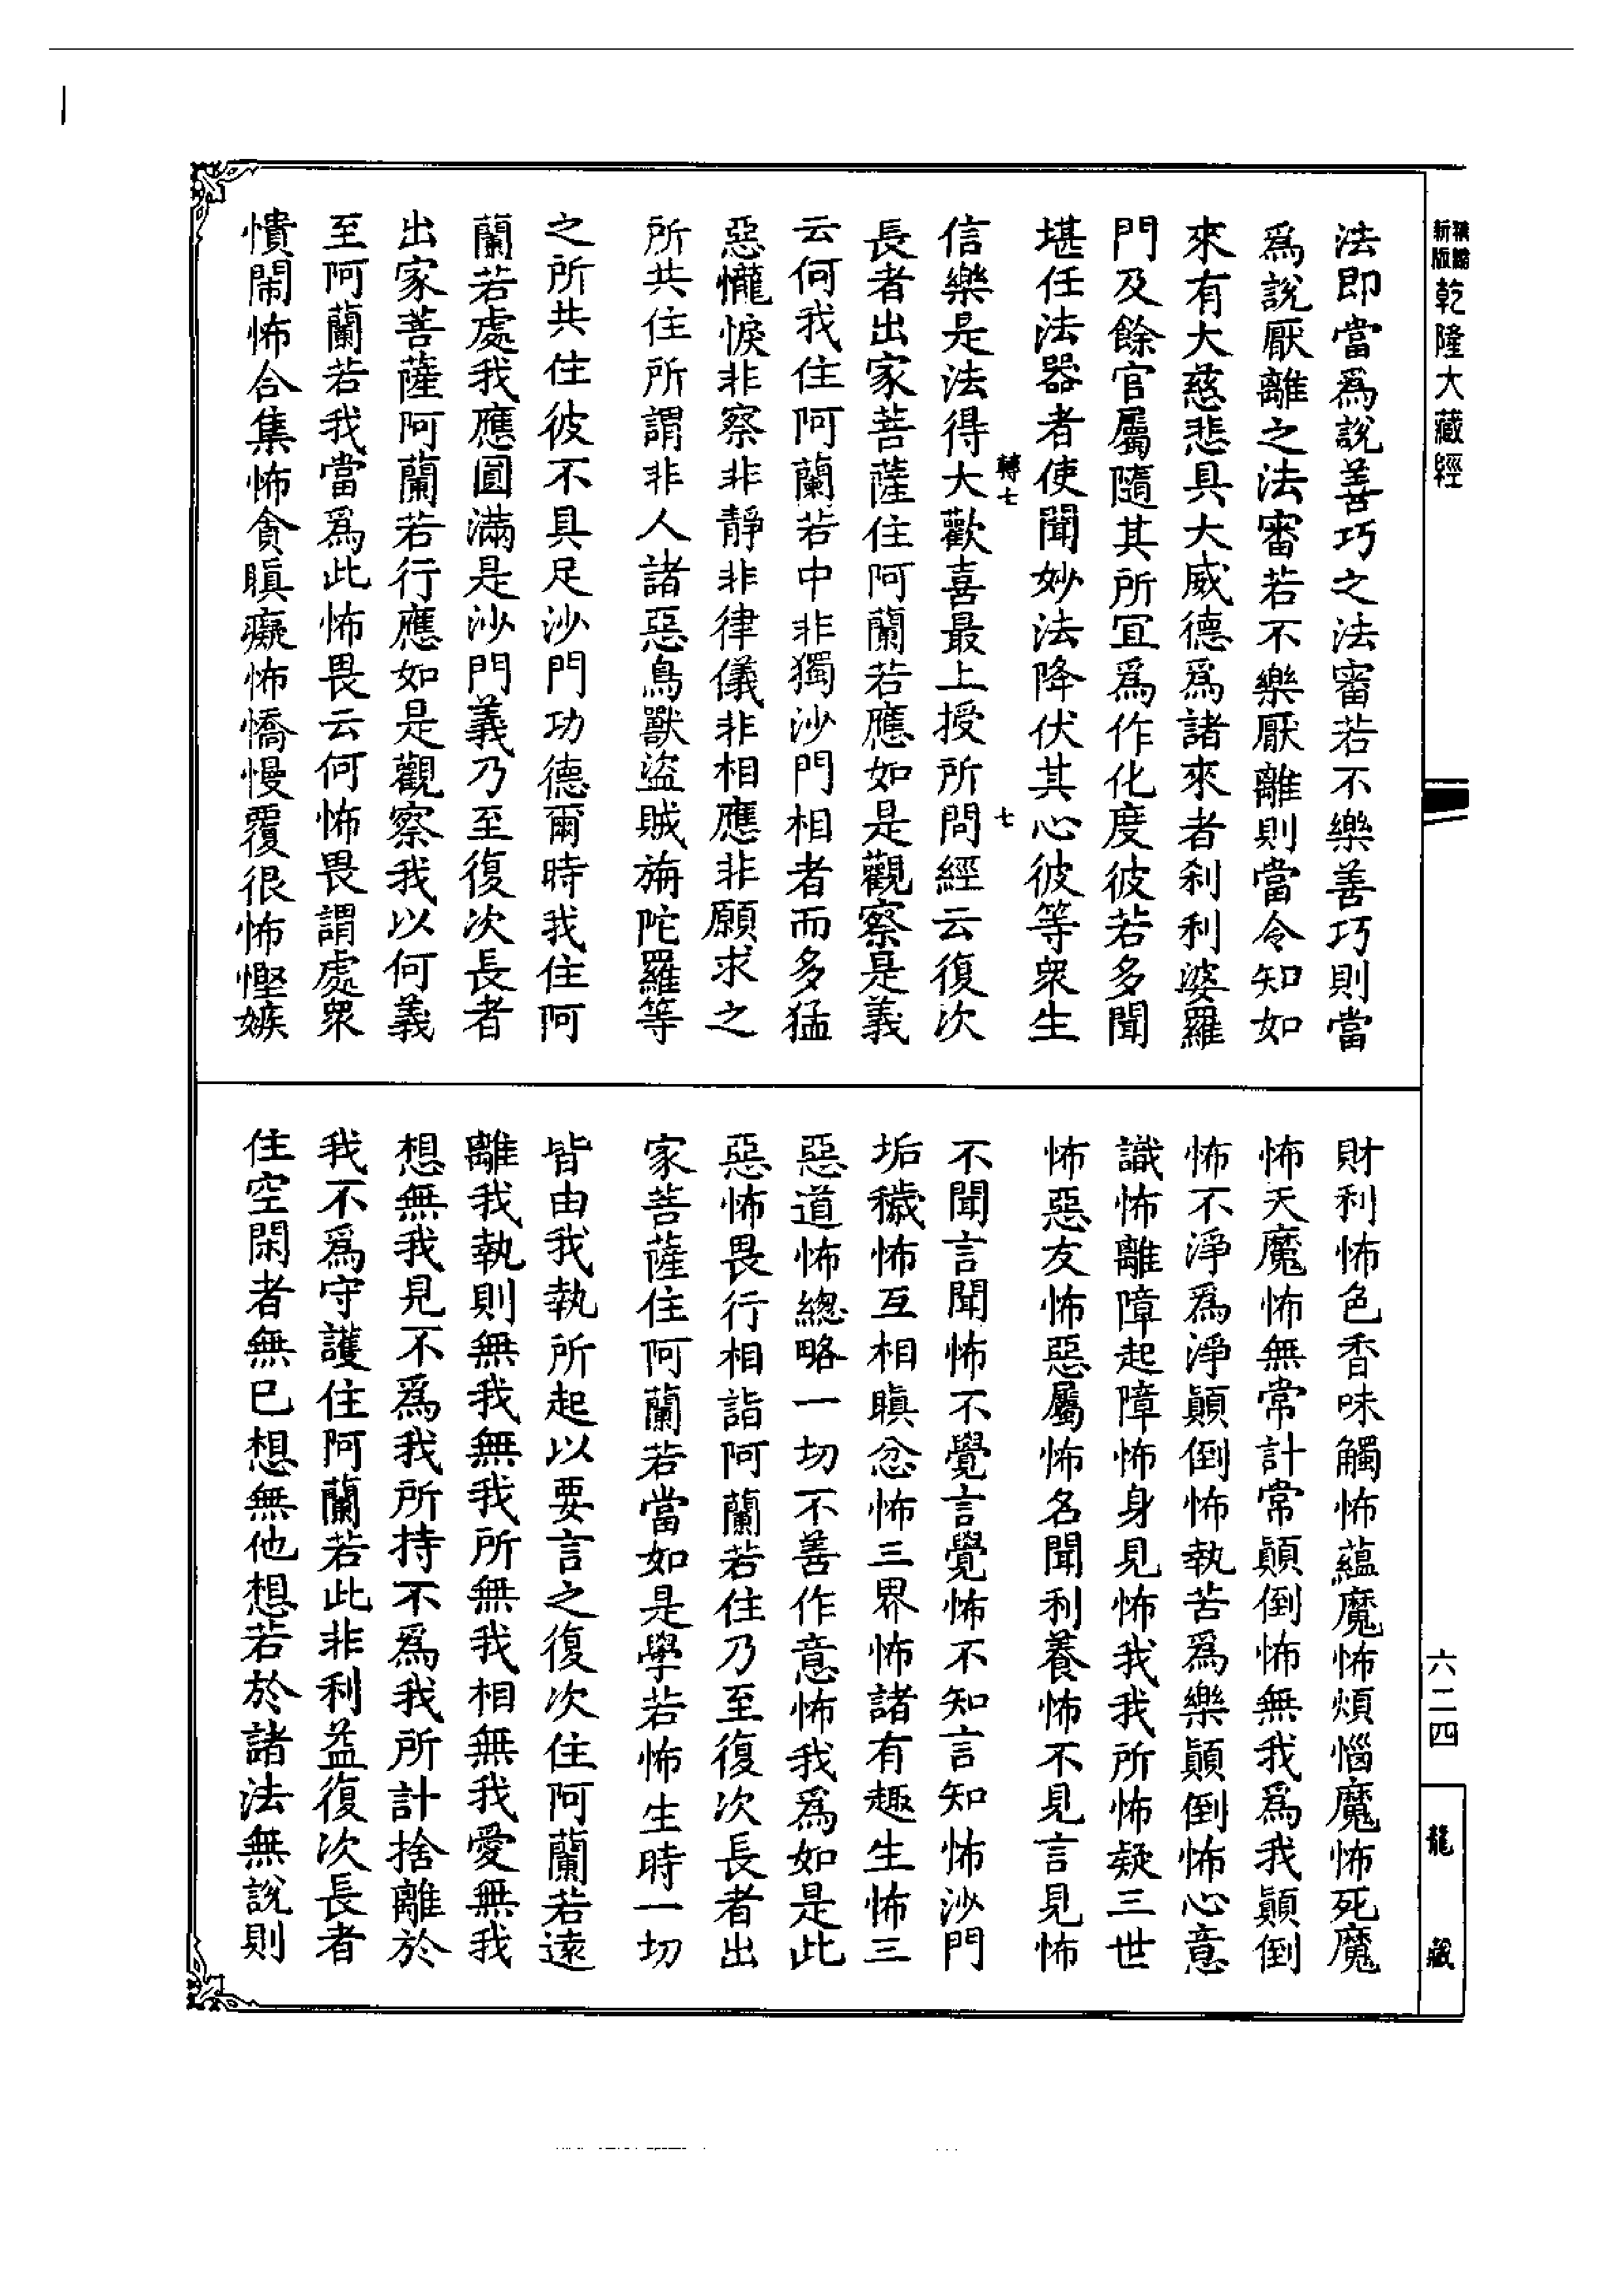 新版
乾隆大藏經
法即當爲說善巧之法審若不樂善巧則當
爲說厭離之法審若不樂厭離則當令知如
來有大慈悲具大威德爲諸來者刹利婆羅
門及餘官屬隨其所宜爲作化度彼若多聞
堪任法器者使聞妙法降伏其心彼等衆生
轉七
七
信樂是法得大歡喜最上授所問經云復次
長者出家菩薩住阿蘭若應如是觀察是義
云何我住阿蘭若中非獨沙門相者而多猛
惡儱悷非察非靜非律儀非相應非願求之
所共住所謂非人諸惡鳥獸盜賊旃陀羅等
之所共住彼不具足沙門功德爾時我住阿
蘭若處我應圓滿是沙門義乃至復次長者
出家菩薩阿蘭若行應如是觀察我以何義
至阿蘭若我當爲此怖畏云何怖畏謂處衆
憒閙怖合集怖貪瞋癡怖憍慢覆很怖慳嫉
財利怖色香味觸怖蘊魔怖煩惱魔怖死魔
怖天魔怖無常計常顚倒怖無我爲我顚倒
怖不淨爲淨顚倒怖執苦爲樂顚倒怖心意
識怖離障起障怖身見怖我我所怖疑三世
怖惡友怖惡屬怖名聞利養怖不見言見怖
不聞言聞怖不覺言覺怖不知言知怖沙門
垢穢怖互相瞋忿怖三界怖諸有趣生怖三
惡道怖總略一切不善作意怖我爲如是此
惡怖畏行相詣阿蘭若住乃至復次長者出
家菩薩住阿蘭若當如是學若怖生時一切
皆由我執所起以要言之復次住阿蘭若遠
離我執則無我無我所無我相無我愛無我
想無我見不爲我所持不爲我所計捨離於
我不爲守護住阿蘭若此非利益復次長者
住空閑者無已想無他想若於諸法無說則
六二四
龍藏